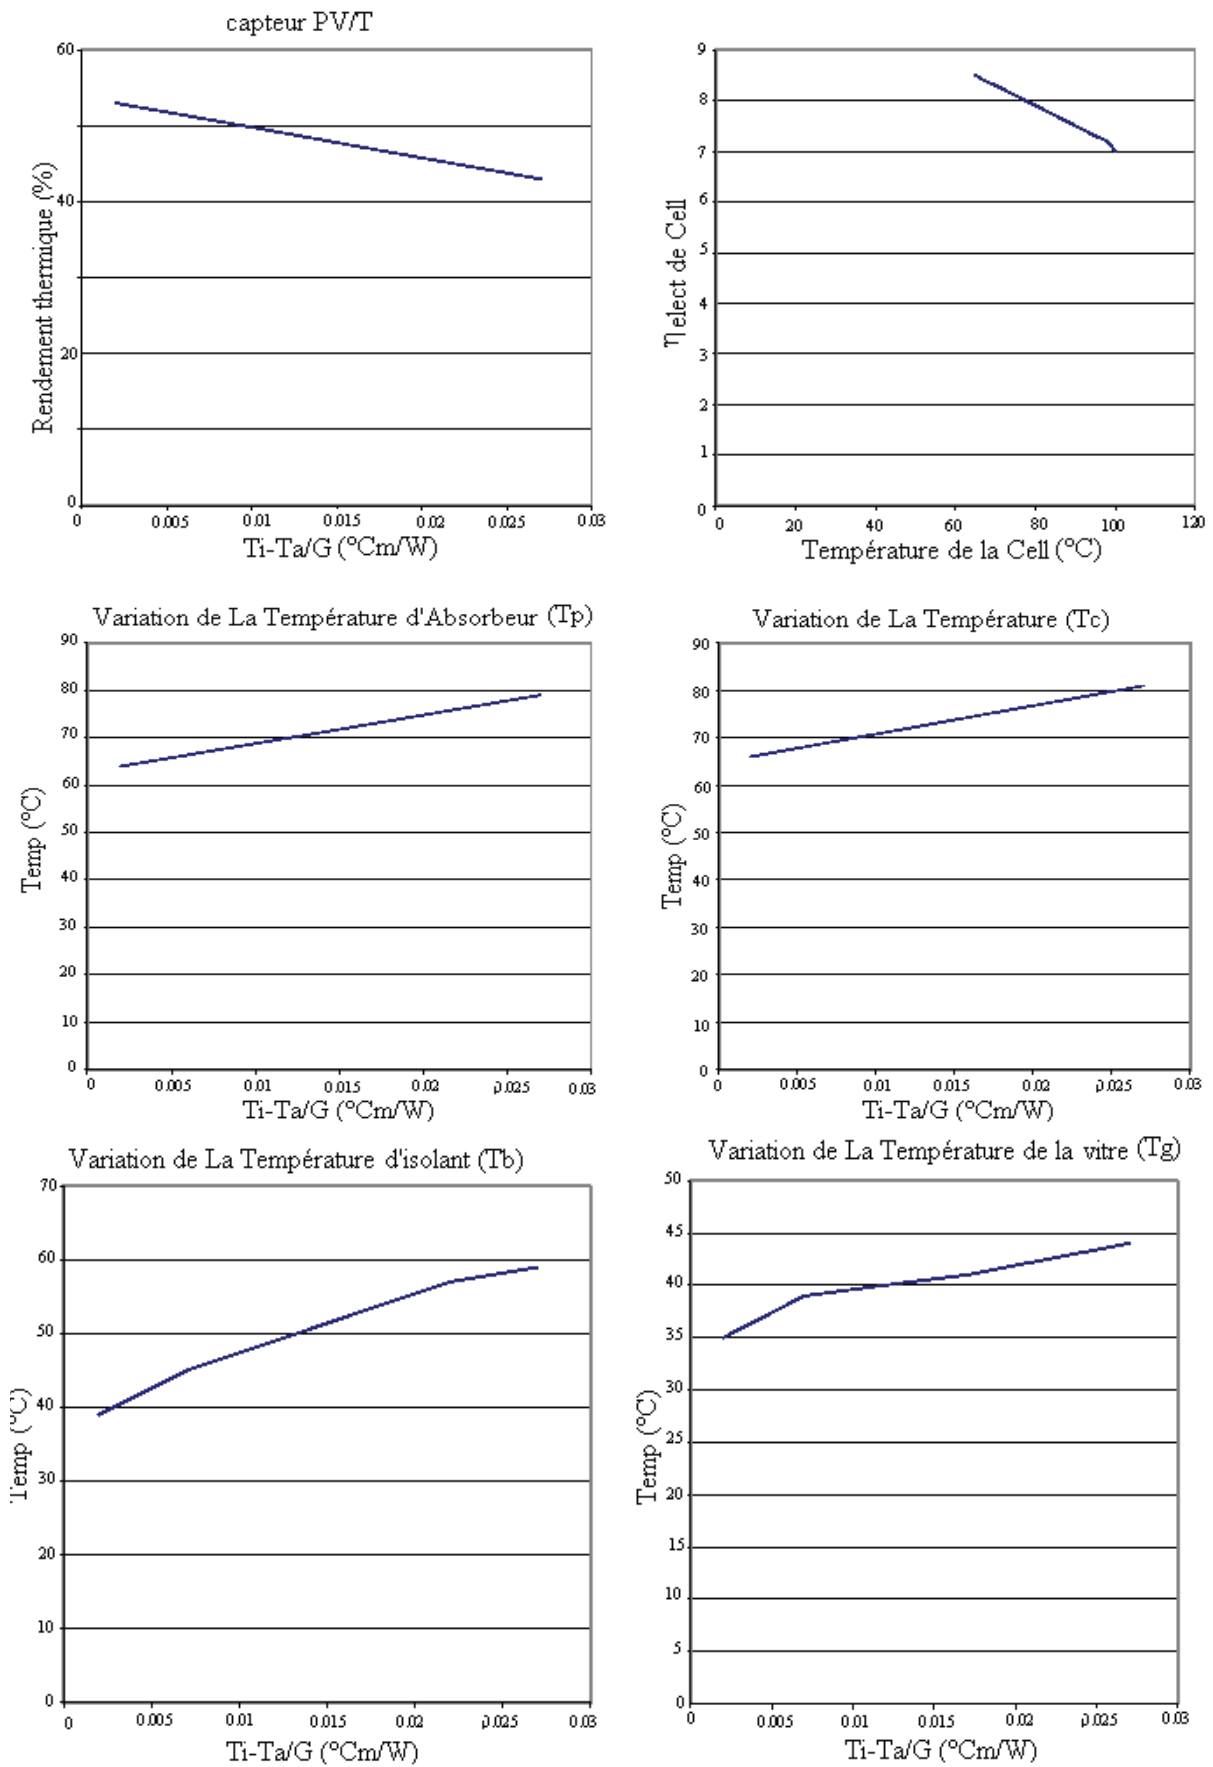 capteur PV/T
60
40
20
0
Rendement thermique (%)
0 0.005 0.01 0.015 0.02 0.025 0.03
Ti-Ta/G (°Cm/W)
9
8
7
6
5
4
3
2
1
0
η elect de Cell
0 20 40 60 80 100 120
Température de la Cell (°C)
Variation de La Température d'Absorbeur (Tp)
90
80
70
60
50
40
30
20
10
0
Temp (°C)
0 0.005 0.01 0.015 0.02 0.025 0.03
Ti-Ta/G (°Cm/W)
Variation de La Température (Tc)
90
80
70
60
50
40
30
20
10
0
Temp (°C)
0 0.005 0.01 0.015 0.02 0.025 0.03
Ti-Ta/G (°Cm/W)
Variation de La Température d'isolant (Tb)
70
60
50
40
30
20
10
0
Temp (°C)
0 0.005 0.01 0.015 0.02 0.025 0.03
Ti-Ta/G (°Cm/W)
Variation de La Température de la vitre (Tg)
50
45
40
35
30
25
20
15
10
5
0
Temp (°C)
0 0.005 0.01 0.015 0.02 0.025 0.03
Ti-Ta/G (°Cm/W)